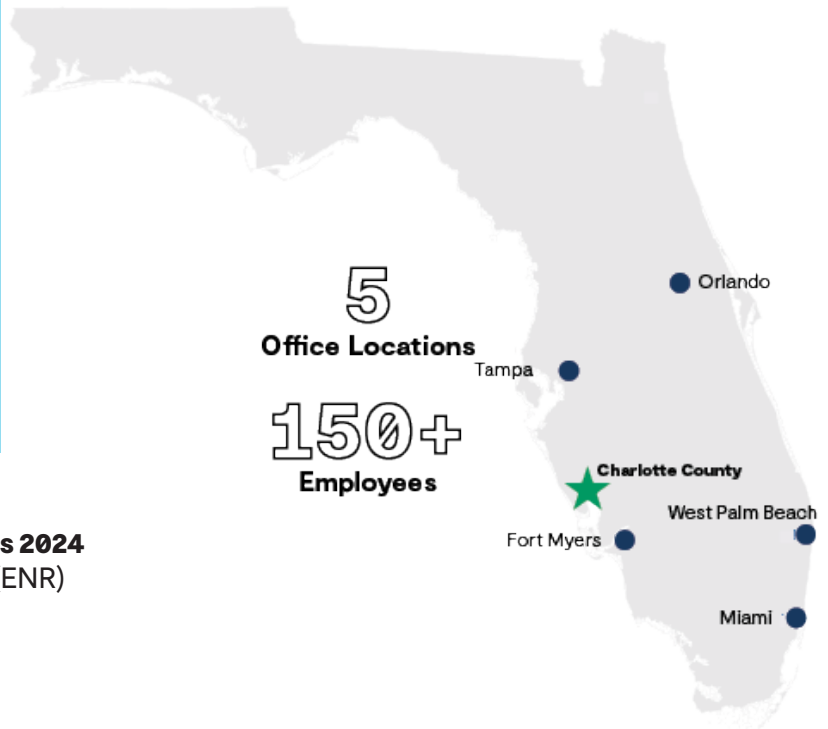 5
Office Locations
150+
Employees
Orlando
Tampa
Charlotte County
West Palm Beach
Fort Myers
Miami
s 2024
ENR)